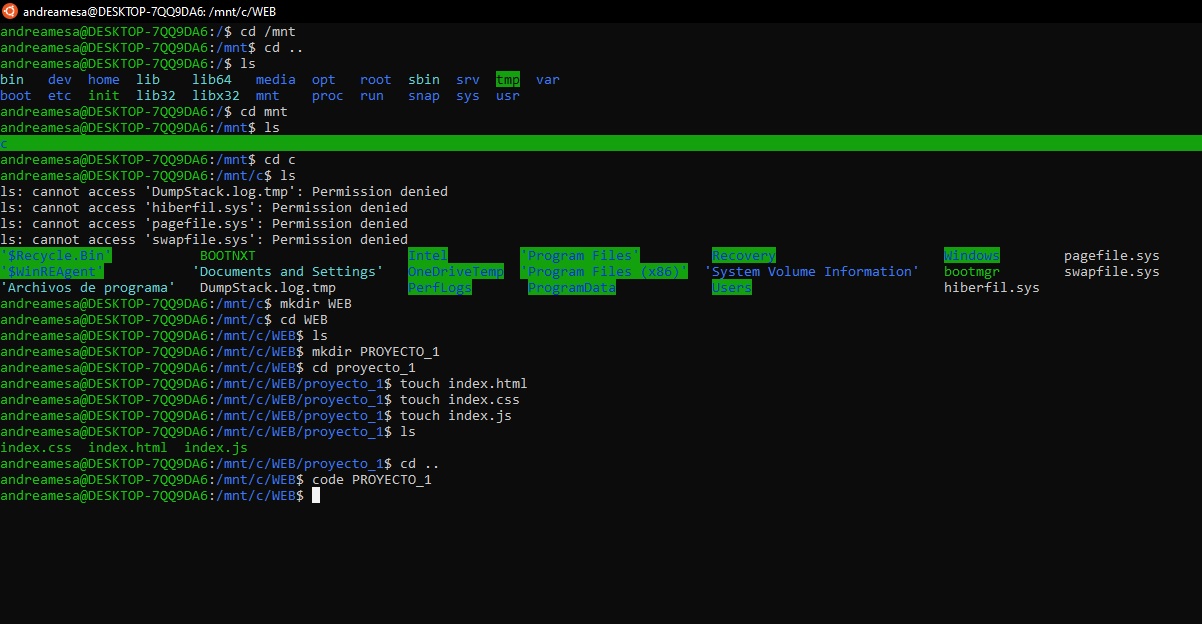 andreamesa@DESKTOP-7QQ9DA6: /mnt/c/WEB
andreamesa@DESKTOP-7QQ9DA6:/$ cd /mnt
andreamesa@DESKTOP-7QQ9DA6:/mnt$ cd ..
andreamesa@DESKTOP-7QQ9DA6:/$ ls
bin dev home lib lib64 media opt root sbin srv tmp var
boot etc init lib32 libx32 mnt proc run snap sys usr
andreamesa@DESKTOP-7QQ9DA6:/$ cd mnt
andreamesa@DESKTOP-7QQ9DA6:/mnt$ ls
c
andreamesa@DESKTOP-7QQ9DA6:/mnt$ cd c
andreamesa@DESKTOP-7QQ9DA6:/mnt/c$ ls
ls: cannot access 'DumpStack.log.tmp': Permission denied
ls: cannot access 'hiberfil.sys': Permission denied
ls: cannot access 'pagefile.sys': Permission denied
ls: cannot access 'swapfile.sys': Permission denied
'$Recycle.Bin' BOOTNXT Intel 'Program Files' Recovery Windows pagefile.sys
'$WinREAgent' 'Documents and Settings' OneDriveTemp 'Program Files (x86)' 'System Volume Information' bootmgr swapfile.sys
'Archivos de programa' DumpStack.log.tmp PerfLogs ProgramData Users hiberfil.sys
andreamesa@DESKTOP-7QQ9DA6:/mnt/c$ mkdir WEB
andreamesa@DESKTOP-7QQ9DA6:/mnt/c$ cd WEB
andreamesa@DESKTOP-7QQ9DA6:/mnt/c/WEB$ ls
andreamesa@DESKTOP-7QQ9DA6:/mnt/c/WEB$ mkdir PROYECTO_1
andreamesa@DESKTOP-7QQ9DA6:/mnt/c/WEB$ cd proyecto_1
andreamesa@DESKTOP-7QQ9DA6:/mnt/c/WEB/proyecto_1$ touch index.html
andreamesa@DESKTOP-7QQ9DA6:/mnt/c/WEB/proyecto_1$ touch index.css
andreamesa@DESKTOP-7QQ9DA6:/mnt/c/WEB/proyecto_1$ touch index.js
andreamesa@DESKTOP-7QQ9DA6:/mnt/c/WEB/proyecto_1$ ls
index.css index.html index.js
andreamesa@DESKTOP-7QQ9DA6:/mnt/c/WEB/proyecto_1$ cd ..
andreamesa@DESKTOP-7QQ9DA6:/mnt/c/WEB$ code PROYECTO_1
andreamesa@DESKTOP-7QQ9DA6:/mnt/c/WEB$